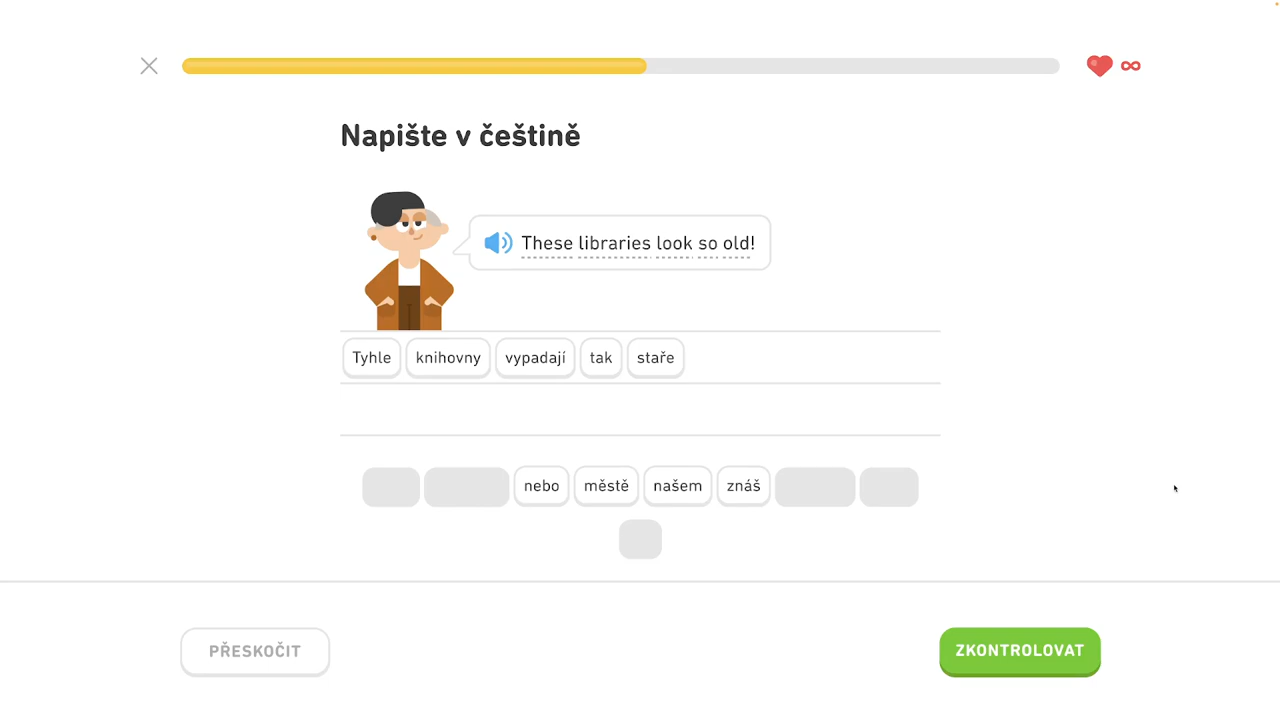 ∞
Napište v češtině
These libraries look so old!
Tyhle knihovny vypadají tak staře
nebo městě našem znáš
PŘESKOČIT
ZKONTROLOVAT